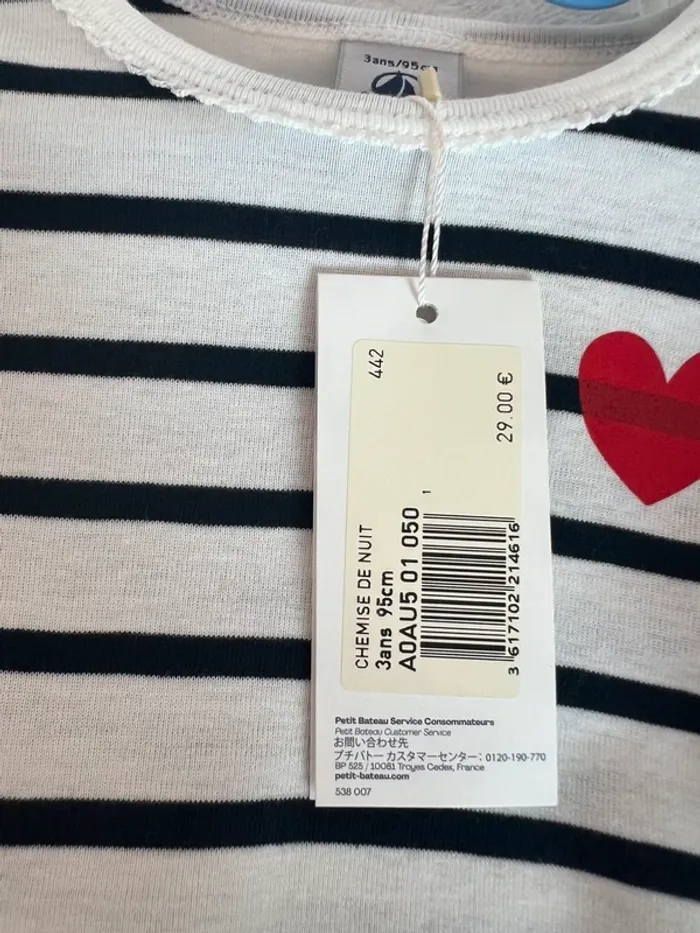 3ans/95cm
442
29.00 €
CHEMISE DE NUIT
3ans 95cm
A0AU5 01 050
1
3 617102 214616
Petit Bateau Service Consommateurs
Petit Bateau Customer Service
お問い合わせ先
プチバトー カスタマーセンター: 0120-190-770
BP 525 / 10081 Troyes Cedex, France
petit-bateau.com
538 007